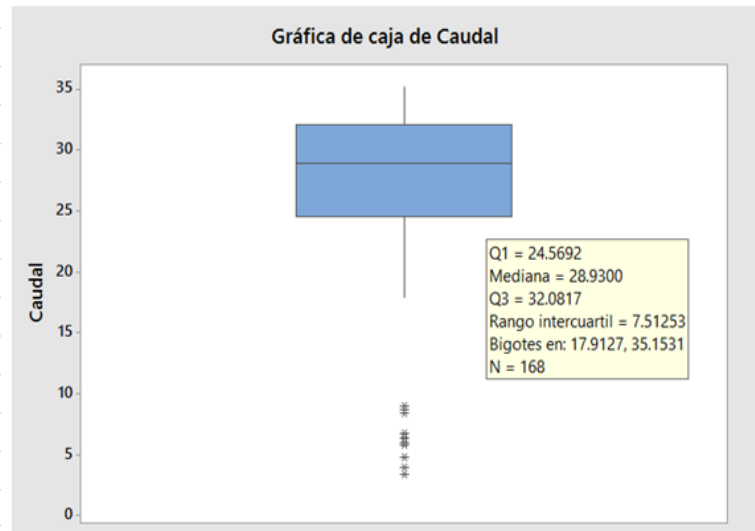 Gráfica de caja de Caudal
35
30
25
20
15
10
5
0
Caudal
Q1 = 24.5692
Mediana = 28.9300
Q3 = 32.0817
Rango intercuartil = 7.51253
Bigotes en: 17.9127, 35.1531
N = 168